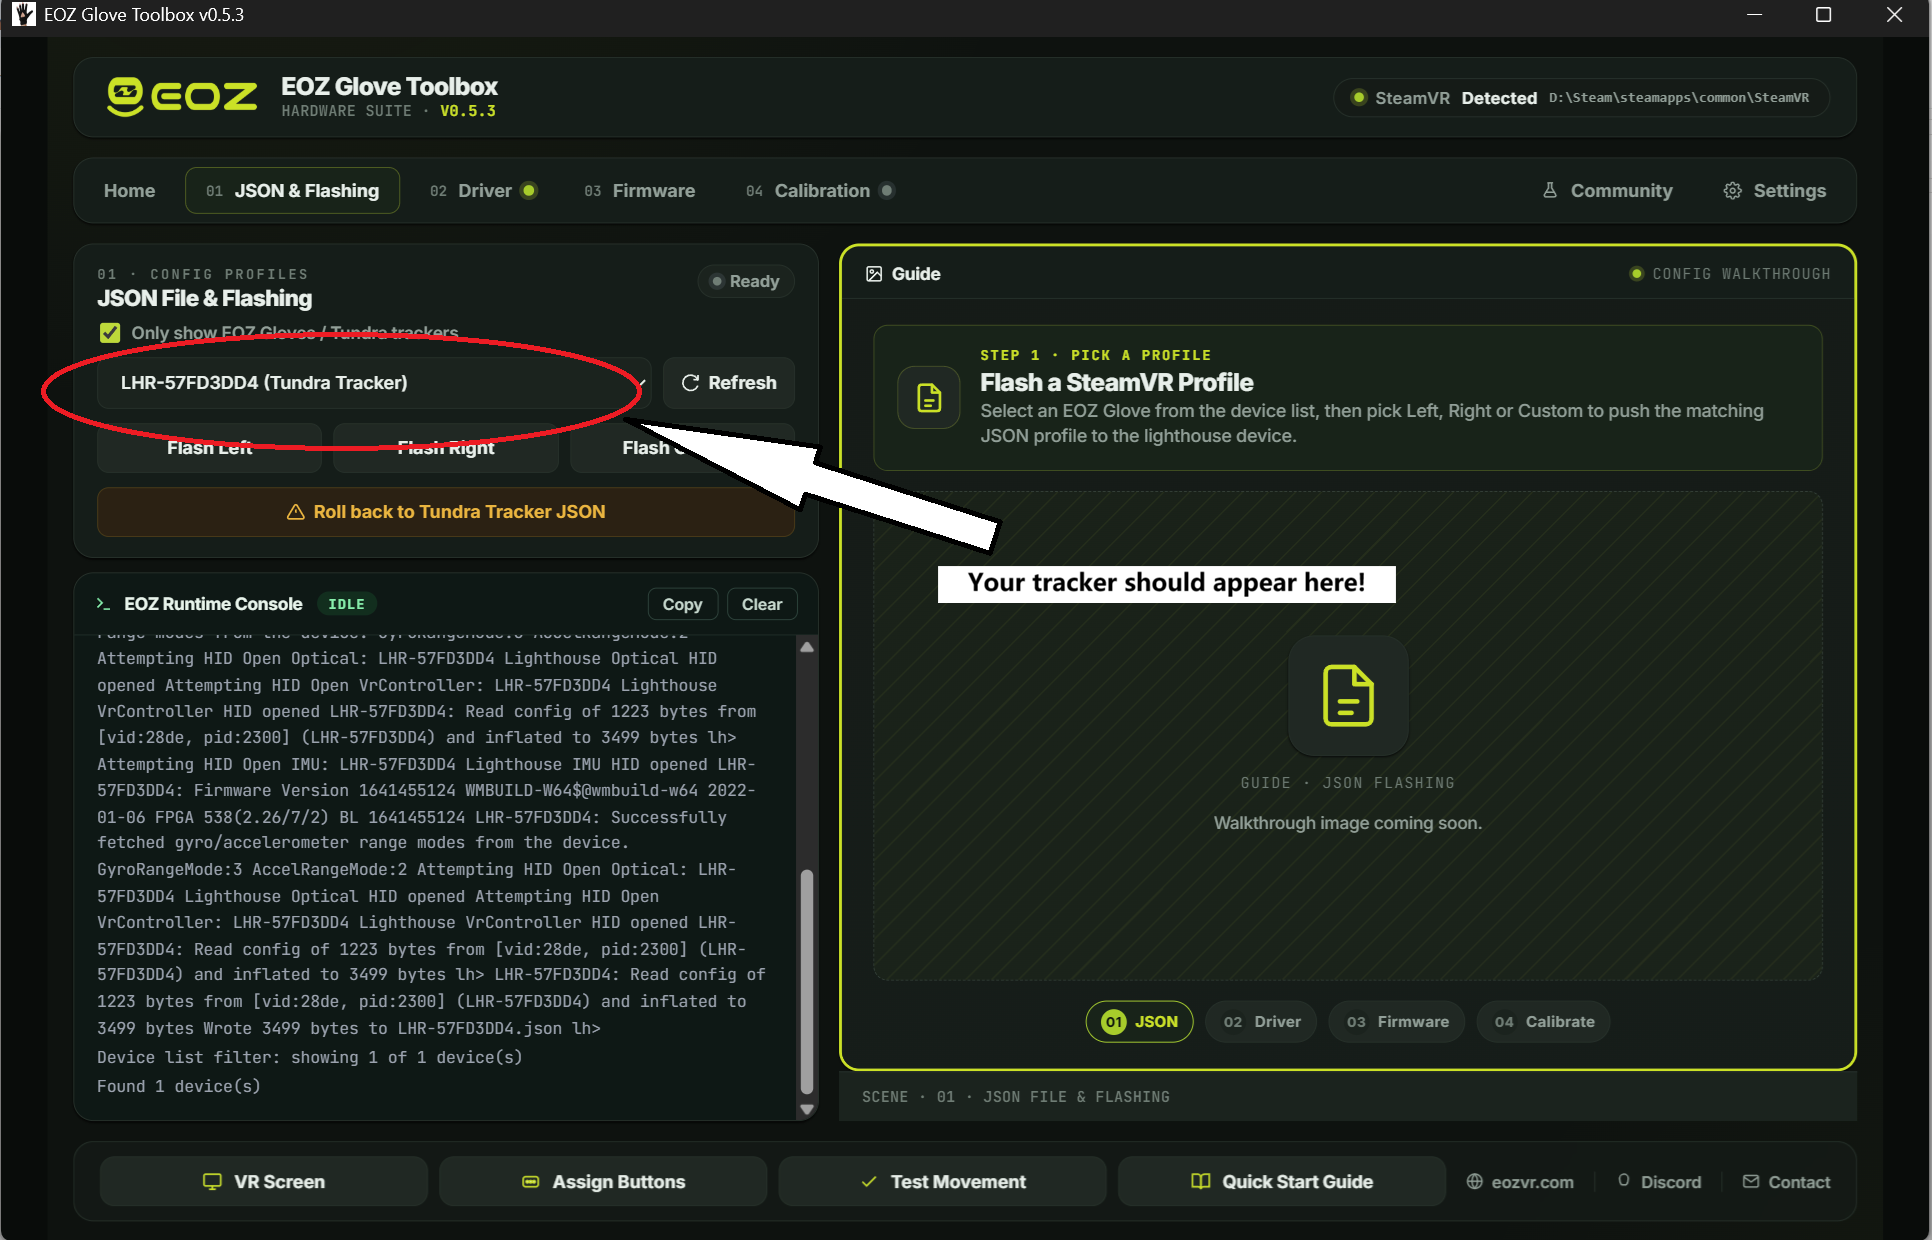 EOZ Glove Toolbox v0.5.3
EOZ
EOZ Glove Toolbox
HARDWARE SUITE · V0.5.3
SteamVR Detected D:\Steam\steamapps\common\SteamVR
Home
01 JSON & Flashing
02 Driver
03 Firmware
04 Calibration
Community
Settings
01 · CONFIG PROFILES
JSON File & Flashing
Ready
Only show EOZ Gloves / Tundra trackers
LHR-57FD3DD4 (Tundra Tracker)
Refresh
Flash Left
Flash Right
Flash
Roll back to Tundra Tracker JSON
EOZ Runtime Console
IDLE
Copy
Clear
range modes from the device. GyroRangeMode:3 AccelRangeMode:2
Attempting HID Open Optical: LHR-57FD3DD4 Lighthouse Optical HID
opened Attempting HID Open VrController: LHR-57FD3DD4 Lighthouse
VrController HID opened LHR-57FD3DD4: Read config of 1223 bytes from
[vid:28de, pid:2300] (LHR-57FD3DD4) and inflated to 3499 bytes lh>
Attempting HID Open IMU: LHR-57FD3DD4 Lighthouse IMU HID opened LHR-
57FD3DD4: Firmware Version 1641455124 WMBUILD-W64$@wmbuild-w64 2022-
01-06 FPGA 538(2.26/7/2) BL 1641455124 LHR-57FD3DD4: Successfully
fetched gyro/accelerometer range modes from the device.
GyroRangeMode:3 AccelRangeMode:2 Attempting HID Open Optical: LHR-
57FD3DD4 Lighthouse Optical HID opened Attempting HID Open
VrController: LHR-57FD3DD4 Lighthouse VrController HID opened LHR-
57FD3DD4: Read config of 1223 bytes from [vid:28de, pid:2300] (LHR-
57FD3DD4) and inflated to 3499 bytes lh> LHR-57FD3DD4: Read config of
1223 bytes from [vid:28de, pid:2300] (LHR-57FD3DD4) and inflated to
3499 bytes Wrote 3499 bytes to LHR-57FD3DD4.json lh>
Device list filter: showing 1 of 1 device(s)
Found 1 device(s)
Guide
CONFIG WALKTHROUGH
STEP 1 · PICK A PROFILE
Flash a SteamVR Profile
Select an EOZ Glove from the device list, then pick Left, Right or Custom to push the matching
JSON profile to the lighthouse device.
Your tracker should appear here!
GUIDE · JSON FLASHING
Walkthrough image coming soon.
01 JSON
02 Driver
03 Firmware
04 Calibrate
SCENE · 01 · JSON FILE & FLASHING
VR Screen
Assign Buttons
Test Movement
Quick Start Guide
eozvr.com
Discord
Contact